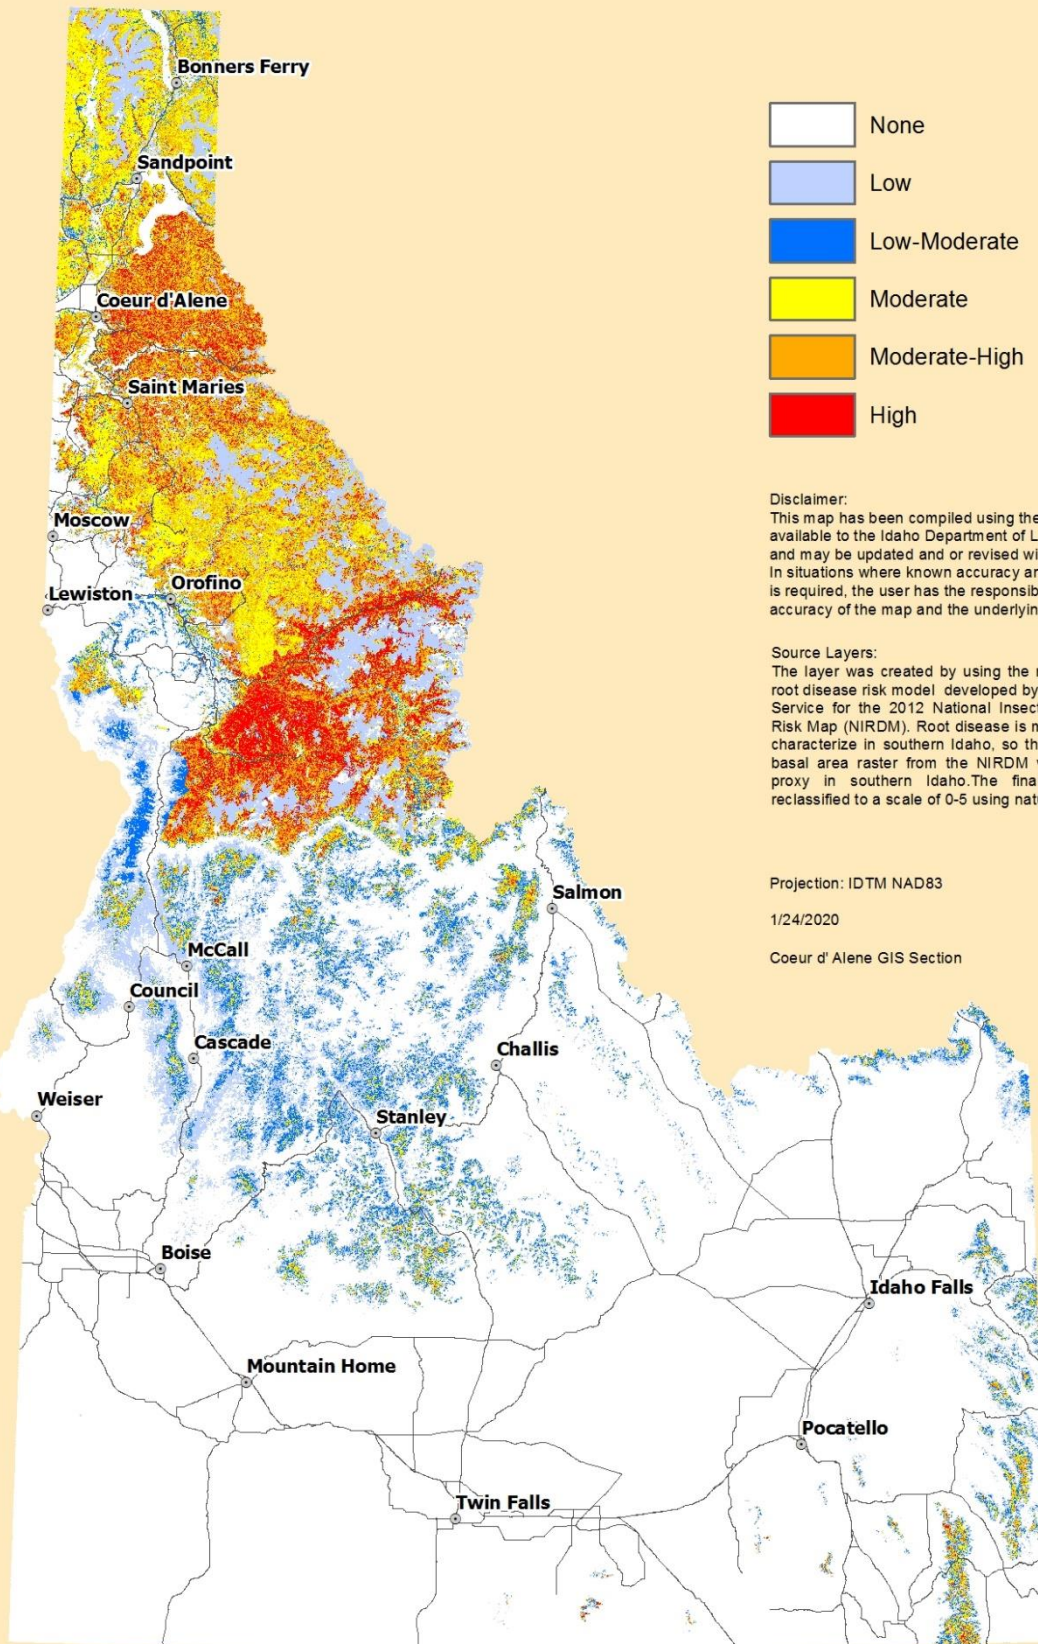 Bonners Ferry
Sandpoint
Coeur d'Alene
Saint Maries
Moscow
Orofino
Lewiston
Salmon
McCall
Council
Cascade
Challis
Weiser
Stanley
Boise
Idaho Falls
Mountain Home
Pocatello
Twin Falls
None
Low
Low-Moderate
Moderate
Moderate-High
High
Disclaimer:
This map has been compiled using the
available to the Idaho Department of L
and may be updated and or revised wi
In situations where known accuracy an
is required, the user has the responsib
accuracy of the map and the underlyin
Source Layers:
The layer was created by using the
root disease risk model developed by
Service for the 2012 National Insect
Risk Map (NIRDM). Root disease is
characterize in southern Idaho, so th
basal area raster from the NIRDM
proxy in southern Idaho.The fina
reclassified to a scale of 0-5 using nat
Projection: IDTM NAD83
1/24/2020
Coeur d' Alene GIS Section